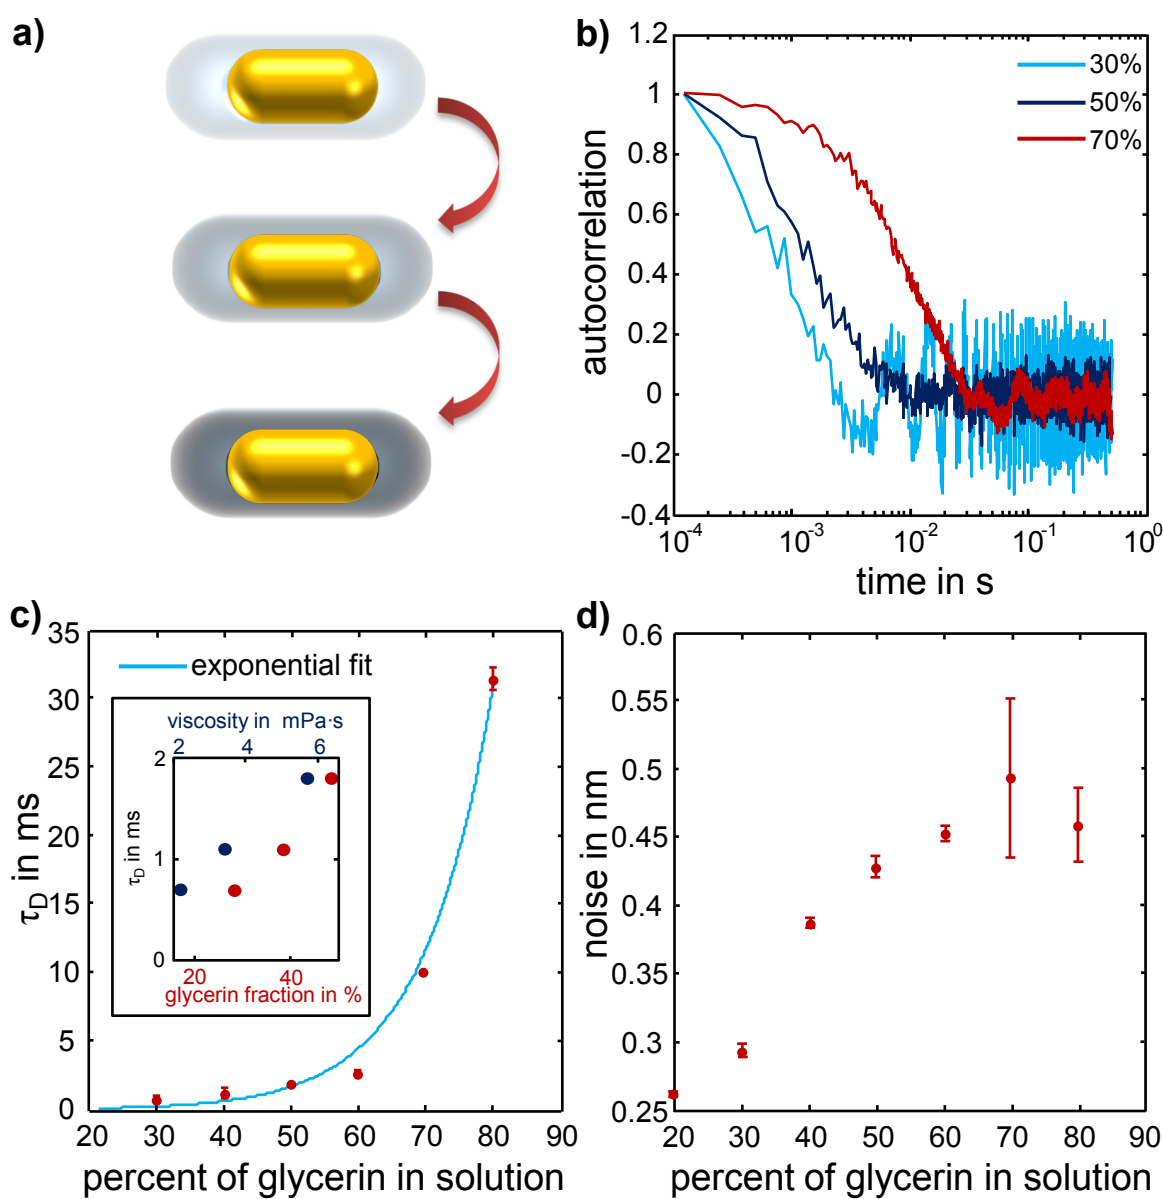 a)
b)
1.2
1
0.8
0.6
0.4
0.2
0
-0.2
-0.4
autocorrelation
30%
50%
70%
10⁻⁴ 10⁻³ 10⁻² 10⁻¹ 10⁰
time in s
c)
35
30
25
20
15
10
5
0
τ_D in ms
exponential fit
viscosity in mPa·s
2 4 6
2
1
0
τ_D in ms
20 40
glycerin fraction in %
20 30 40 50 60 70 80 90
percent of glycerin in solution
d)
0.6
0.55
0.5
0.45
0.4
0.35
0.3
0.25
noise in nm
20 30 40 50 60 70 80 90
percent of glycerin in solution